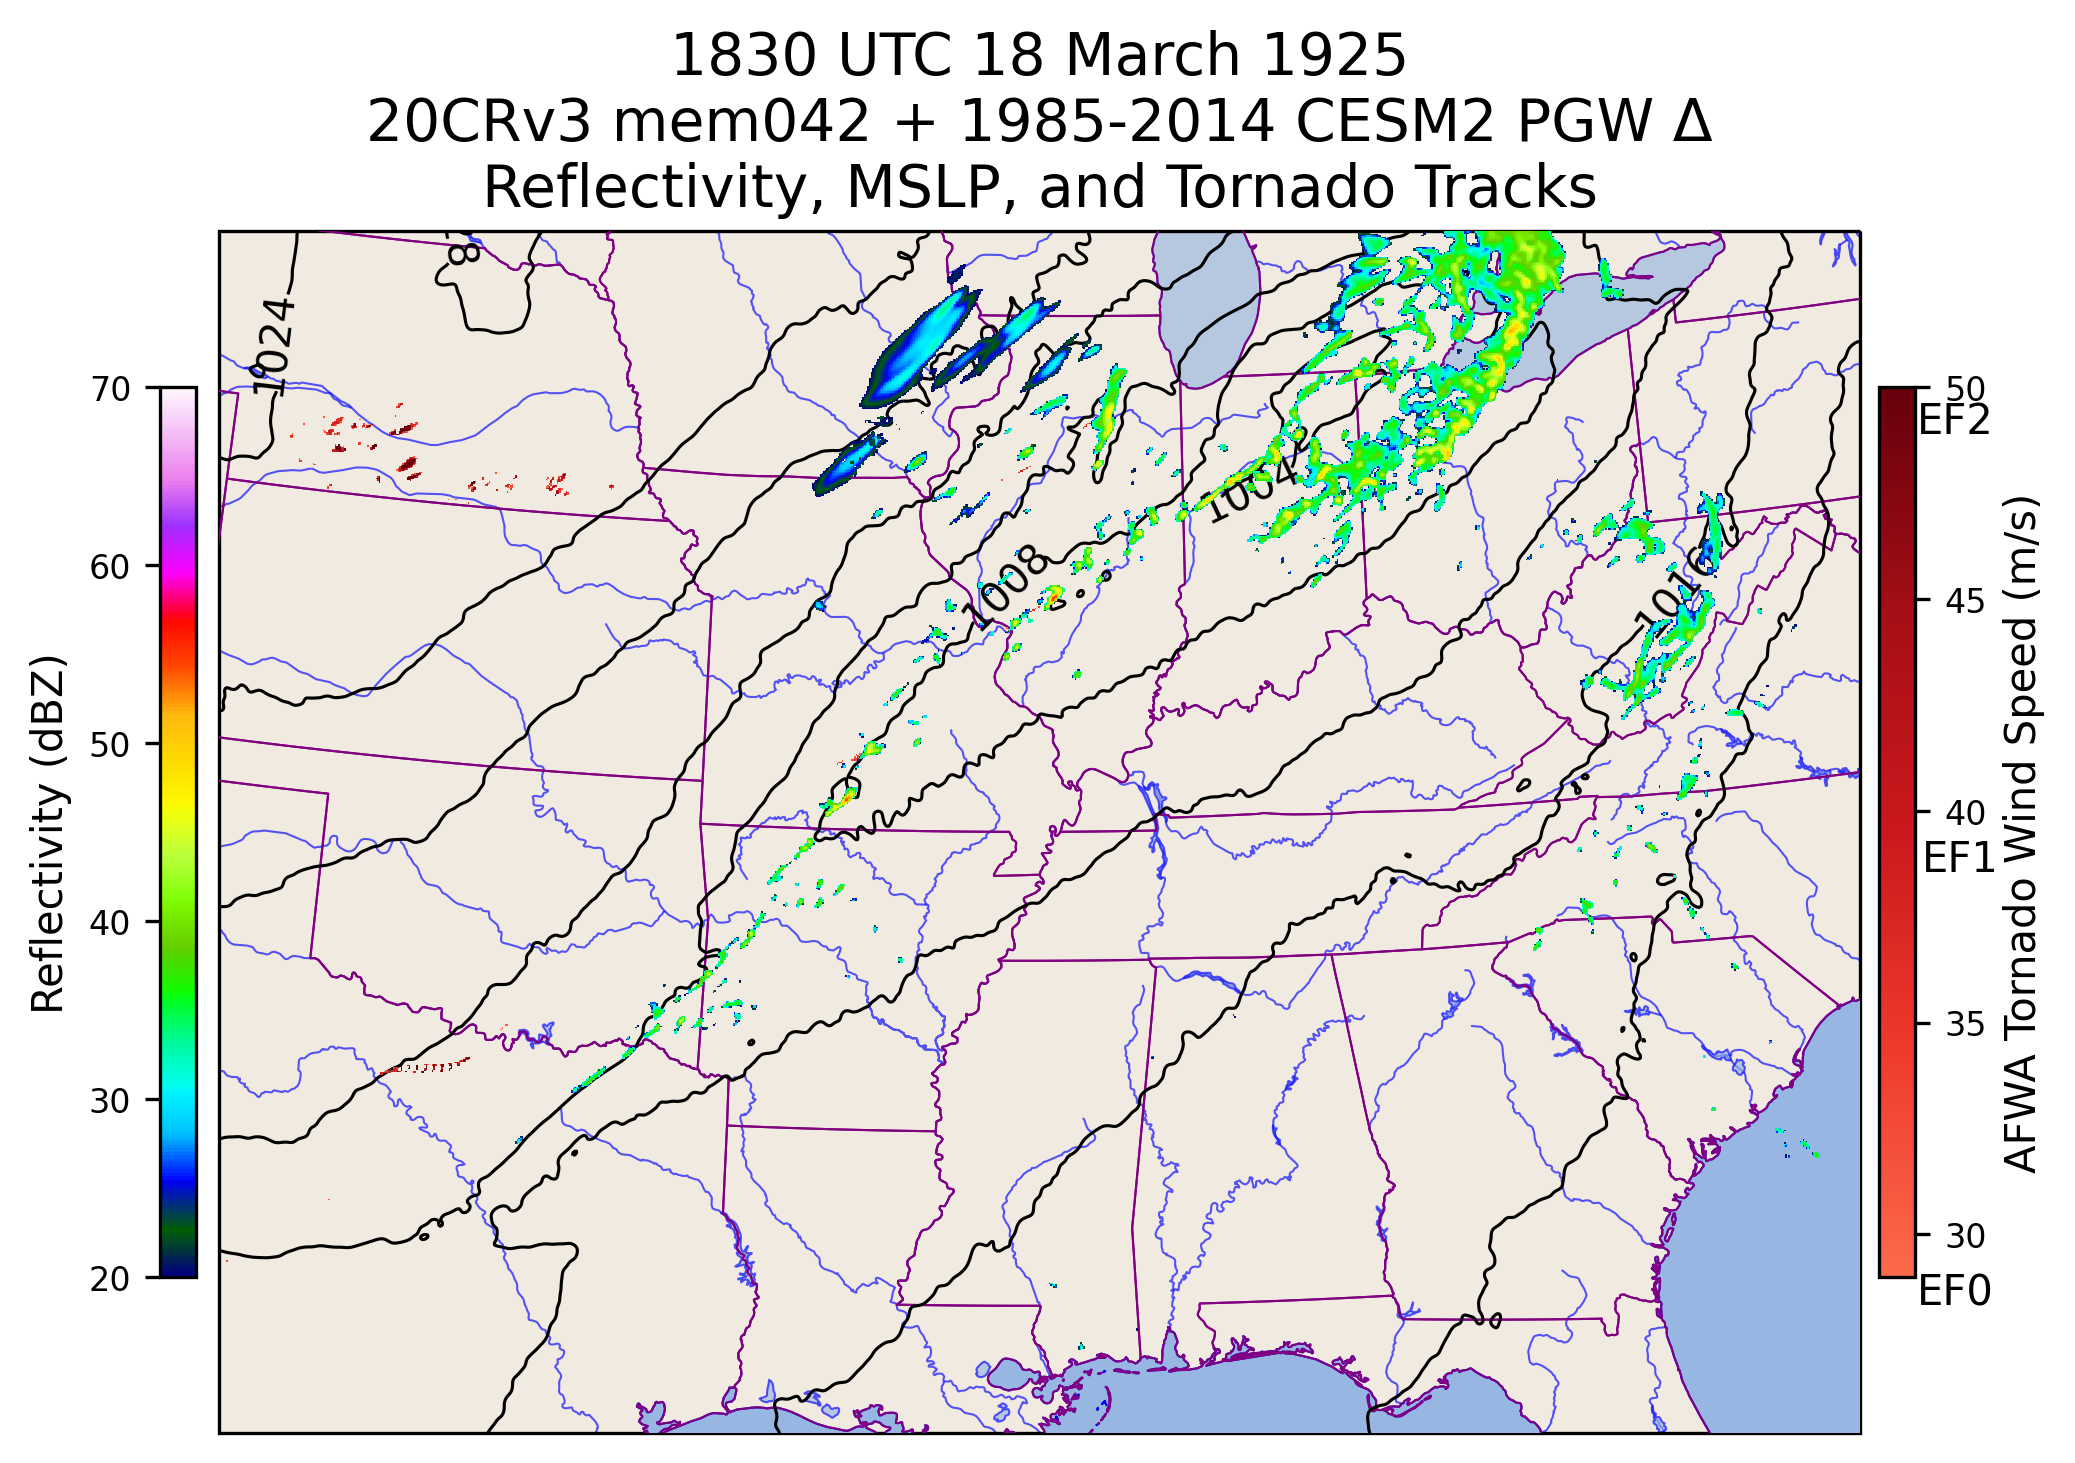 1830 UTC 18 March 1925
20CRv3 mem042 + 1985-2014 CESM2 PGW Δ
Reflectivity, MSLP, and Tornado Tracks
70
60
50
40
30
20
Reflectivity (dBZ)
1024
8
8
1004
1008
1016
50
EF2
45
40
EF1
35
30
EF0
AFWA Tornado Wind Speed (m/s)